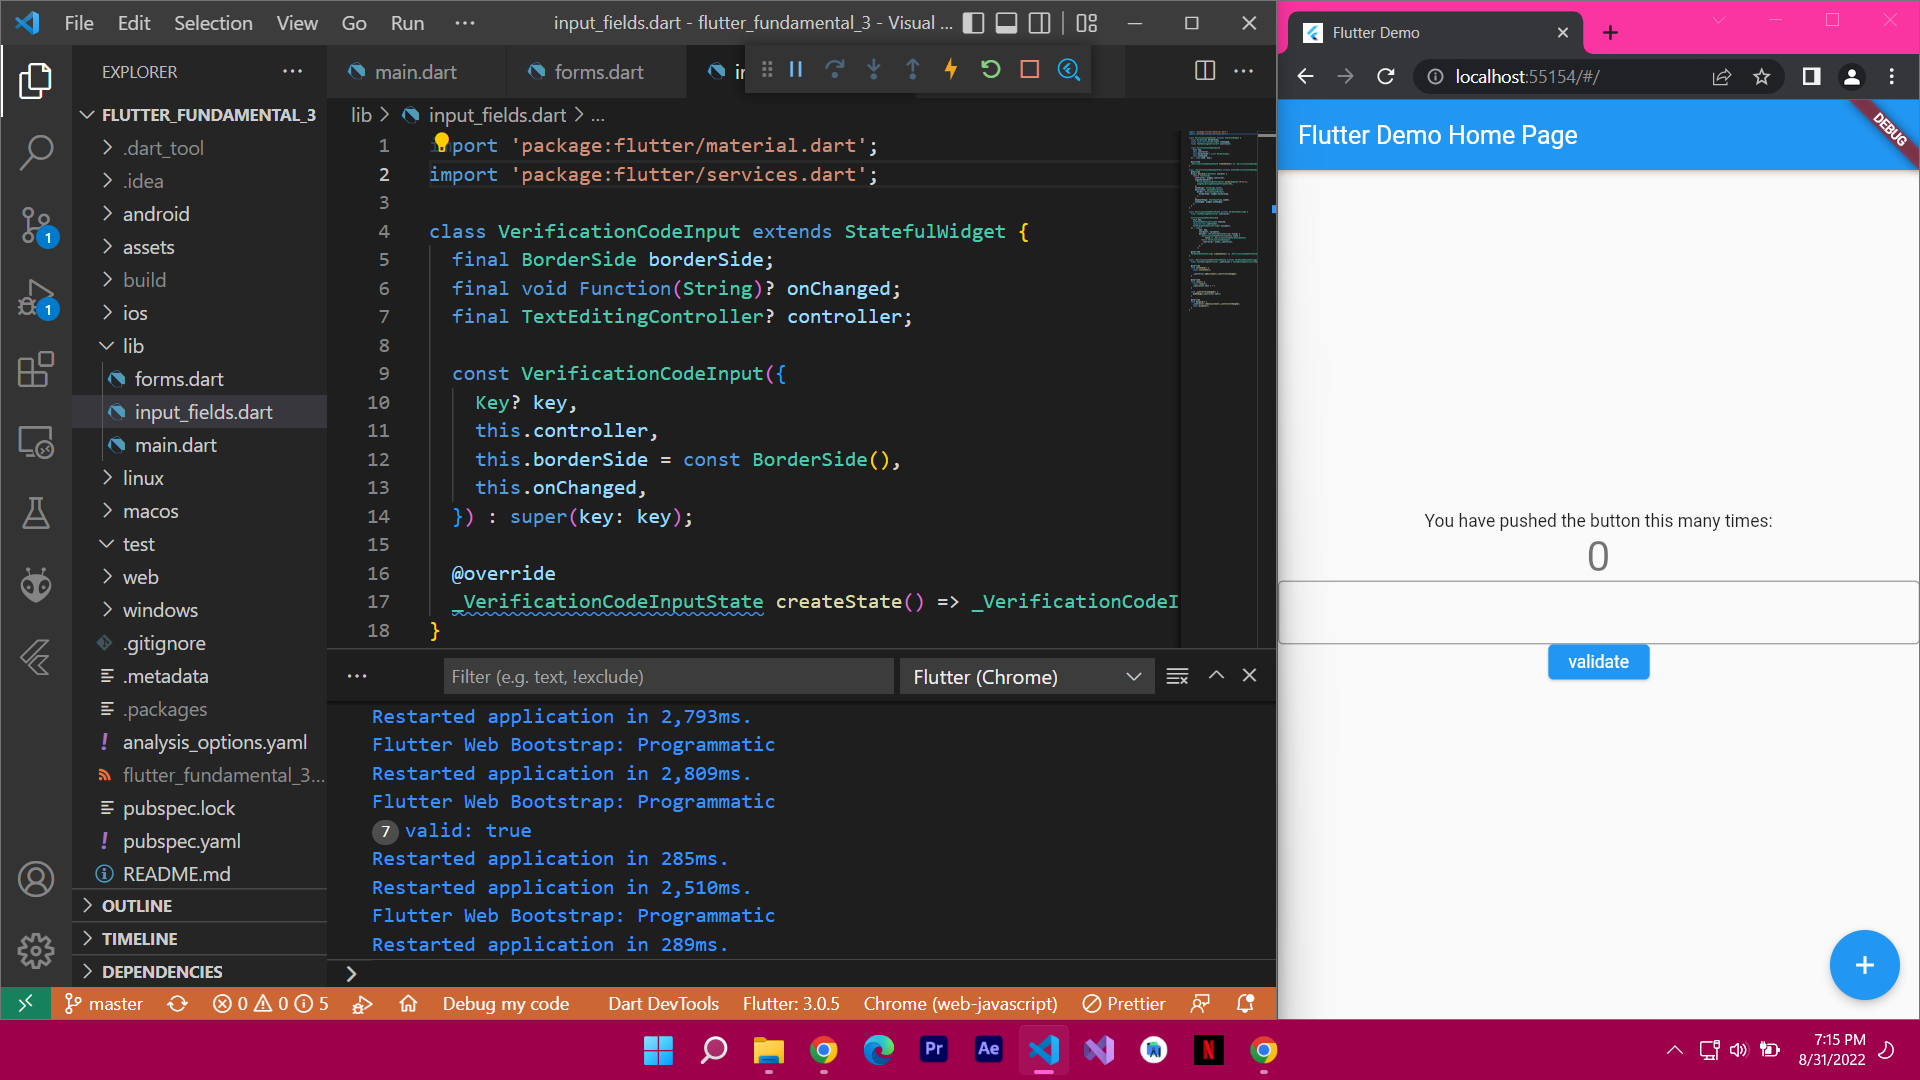 File Edit Selection View Go Run ···
input_fields.dart - flutter_fundamental_3 - Visual ...
EXPLORER
FLUTTER_FUNDAMENTAL_3
.dart_tool
.idea
android
assets
build
ios
lib
forms.dart
input_fields.dart
main.dart
linux
macos
test
web
windows
.gitignore
.metadata
.packages
! analysis_options.yaml
flutter_fundamental_3...
pubspec.lock
! pubspec.yaml
README.md
OUTLINE
TIMELINE
DEPENDENCIES
1
1
main.dart
forms.dart
lib > input_fields.dart > ...
1 import 'package:flutter/material.dart';
2 import 'package:flutter/services.dart';
3
4 class VerificationCodeInput extends StatefulWidget {
5 final BorderSide borderSide;
6 final void Function(String)? onChanged;
7 final TextEditingController? controller;
8
9 const VerificationCodeInput({
10 Key? key,
11 this.controller,
12 this.borderSide = const BorderSide(),
13 this.onChanged,
14 }) : super(key: key);
15
16 @override
17 _VerificationCodeInputState createState() => _VerificationCodeI
18 }
Filter (e.g. text, !exclude)
Flutter (Chrome)
Restarted application in 2,793ms.
Flutter Web Bootstrap: Programmatic
Restarted application in 2,809ms.
Flutter Web Bootstrap: Programmatic
7 valid: true
Restarted application in 285ms.
Restarted application in 2,510ms.
Flutter Web Bootstrap: Programmatic
Restarted application in 289ms.
>
master 0 0 5 Debug my code Dart DevTools Flutter: 3.0.5 Chrome (web-javascript) Prettier
Flutter Demo
localhost:55154/#/
Flutter Demo Home Page
DEBUG
You have pushed the button this many times:
0
validate
+
Pr
Ae
N
7:15 PM
8/31/2022